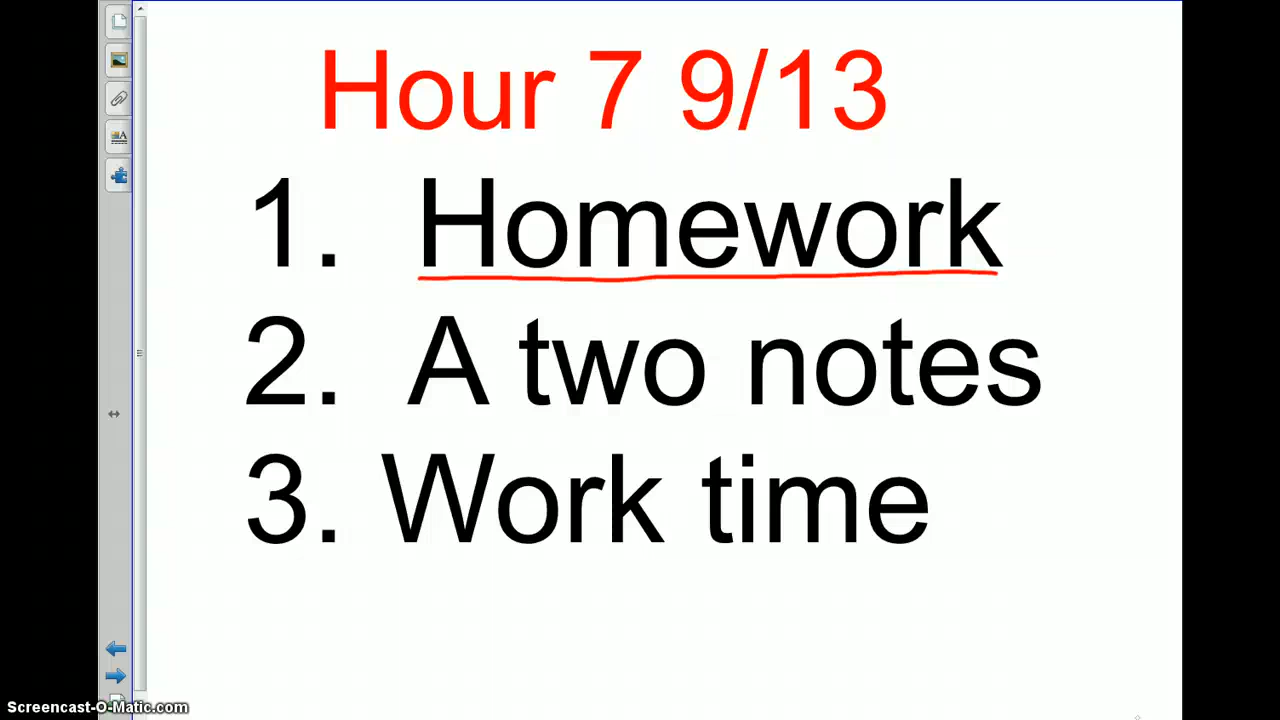 Hour 7 9/13
1. Homework
2. A two notes
3. Work time
Screencast-O-Matic.com